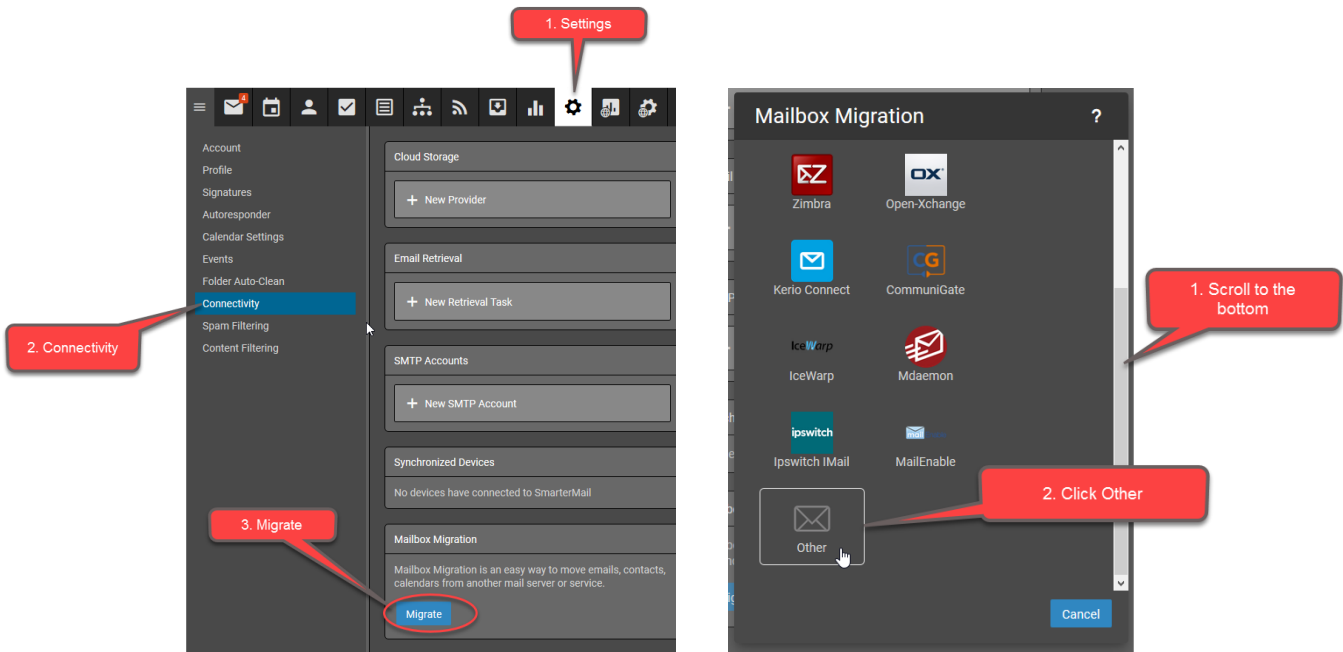 1. Settings
4
Account
Profile
Signatures
Autoresponder
Calendar Settings
Events
Folder Auto-Clean
Connectivity
Spam Filtering
Content Filtering
2. Connectivity
Cloud Storage
+ New Provider
Email Retrieval
+ New Retrieval Task
SMTP Accounts
+ New SMTP Account
Synchronized Devices
No devices have connected to SmarterMail
3. Migrate
Mailbox Migration
Mailbox Migration is an easy way to move emails, contacts,
calendars from another mail server or service.
Migrate
Mailbox Migration ?
Zimbra
OX
Open-Xchange
Kerio Connect
CG
CommuniGate
IceWarp
IceWarp
Mdaemon
ipswitch
Ipswitch IMail
mail
MailEnable
Other
Cancel
1. Scroll to the
bottom
2. Click Other